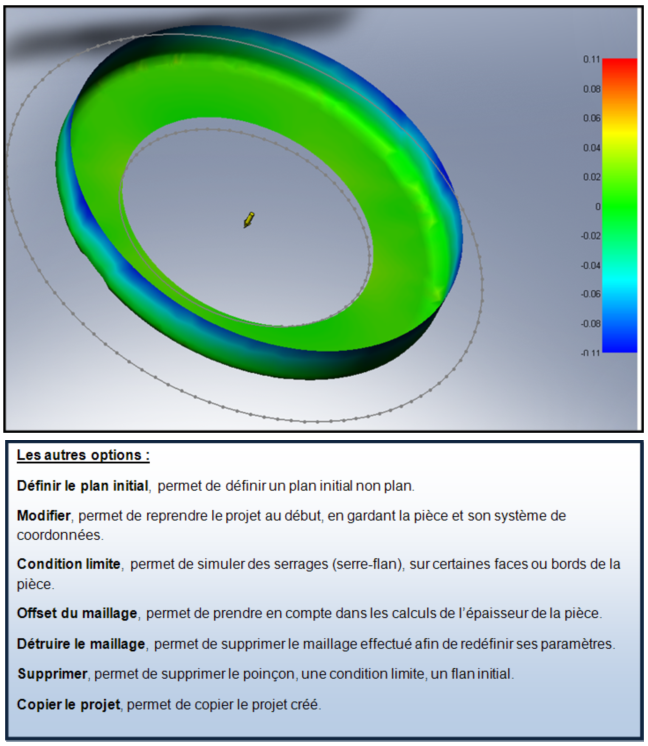 0.11
0.08
0.06
0.04
0.02
0
-0.02
-0.04
-0.06
-0.08
-0.11
Les autres options :
Définir le plan initial, permet de définir un plan initial non plan.
Modifier, permet de reprendre le projet au début, en gardant la pièce et son système de
coordonnées.
Condition limite, permet de simuler des serrages (serre-flan), sur certaines faces ou bords de la
pièce.
Offset du maillage, permet de prendre en compte dans les calculs de l'épaisseur de la pièce.
Détruire le maillage, permet de supprimer le maillage effectué afin de redéfinir ses paramètres.
Supprimer, permet de supprimer le poinçon, une condition limite, un flan initial.
Copier le projet, permet de copier le projet créé.